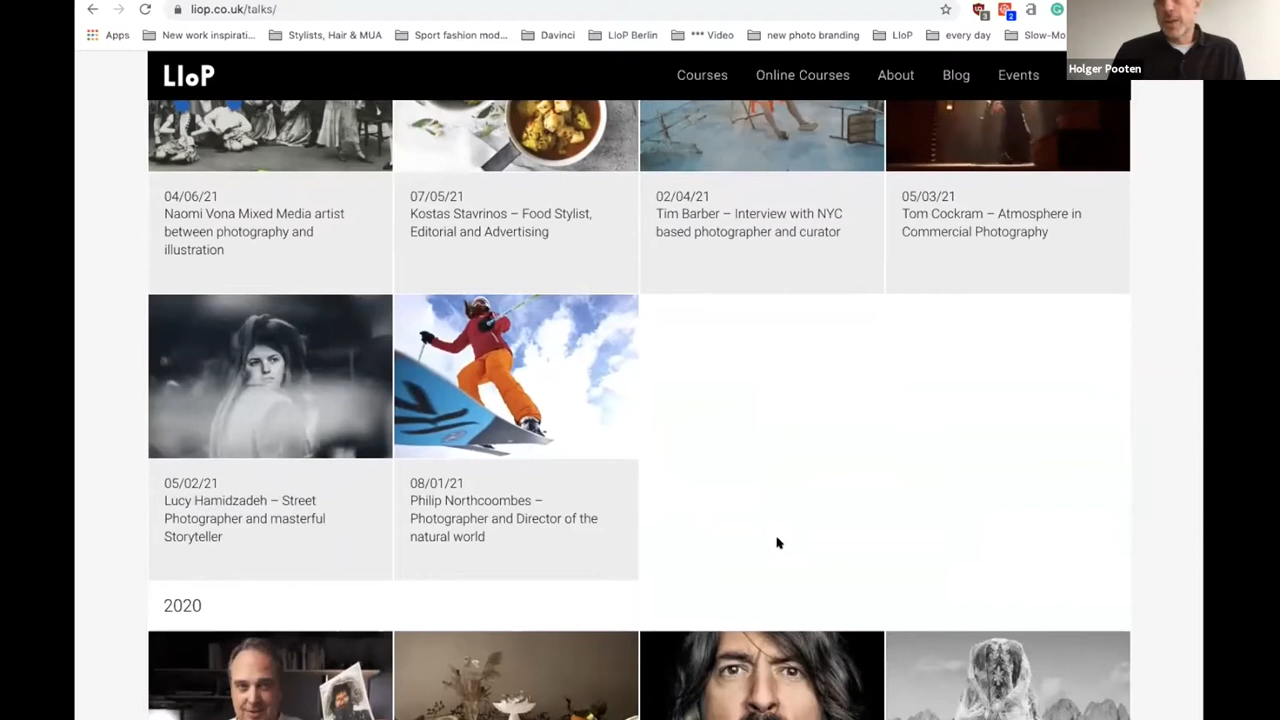 liop.co.uk/talks/
3
2
Apps
New work inspirati...
Stylists, Hair & MUA
Sport fashion mod...
Davinci
LIoP Berlin
*** Video
new photo branding
LIoP
every day
Slow-Mo
Holger Pooten
LIoP
Courses
Online Courses
About
Blog
Events
04/06/21
Naomi Vona Mixed Media artist
between photography and
illustration
07/05/21
Kostas Stavrinos – Food Stylist,
Editorial and Advertising
02/04/21
Tim Barber – Interview with NYC
based photographer and curator
05/03/21
Tom Cockram – Atmosphere in
Commercial Photography
05/02/21
Lucy Hamidzadeh – Street
Photographer and masterful
Storyteller
08/01/21
Philip Northcoombes –
Photographer and Director of the
natural world
2020